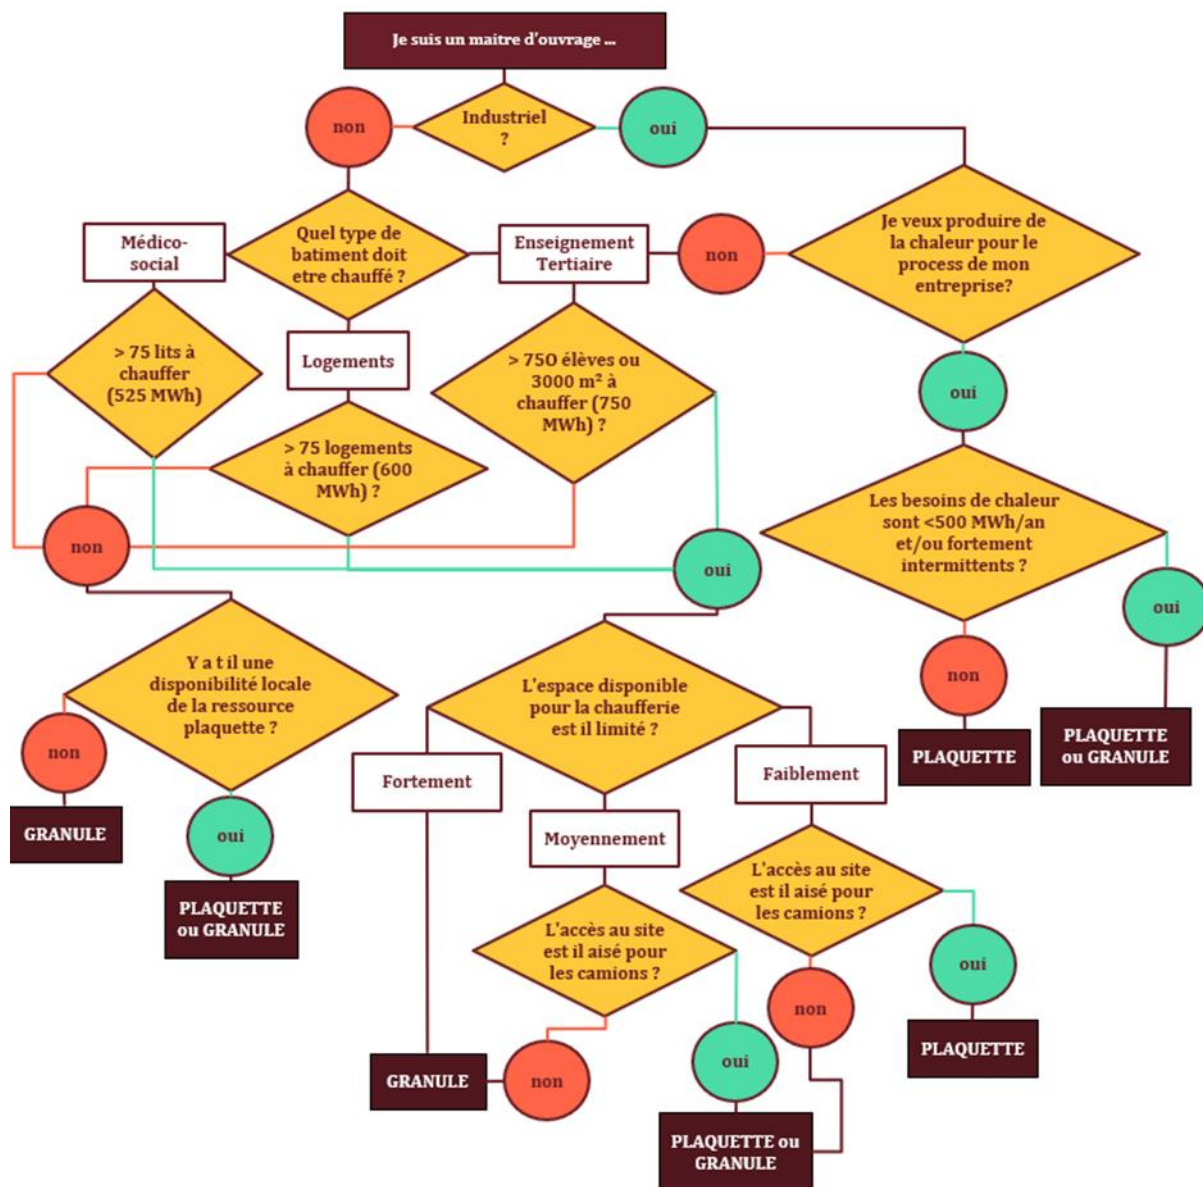 Je suis un maitre d'ouvrage ...
Industriel
?
non
oui
Quel type de
batiment doit
etre chauffé ?
Médico-
social
Enseignement
Tertiaire
non
Je veux produire de
la chaleur pour le
process de mon
entreprise?
> 75 lits à
chauffer
(525 MWh)
Logements
> 75O élèves ou
3000 m² à
chauffer (750
MWh) ?
oui
> 75 logements
à chauffer (600
MWh) ?
Les besoins de chaleur
sont <500 MWh/an
et/ou fortement
intermittents ?
non
oui
oui
Y a t il une
disponibilité locale
de la ressource
plaquette ?
L'espace disponible
pour la chaufferie
est il limité ?
non
non
PLAQUETTE
PLAQUETTE
ou GRANULE
Fortement
Faiblement
GRANULE
oui
Moyennement
PLAQUETTE
ou GRANULE
L'accès au site
est il aisé pour
les camions ?
L'accès au site
est il aisé pour
les camions ?
oui
non
PLAQUETTE
GRANULE
non
oui
PLAQUETTE ou
GRANULE